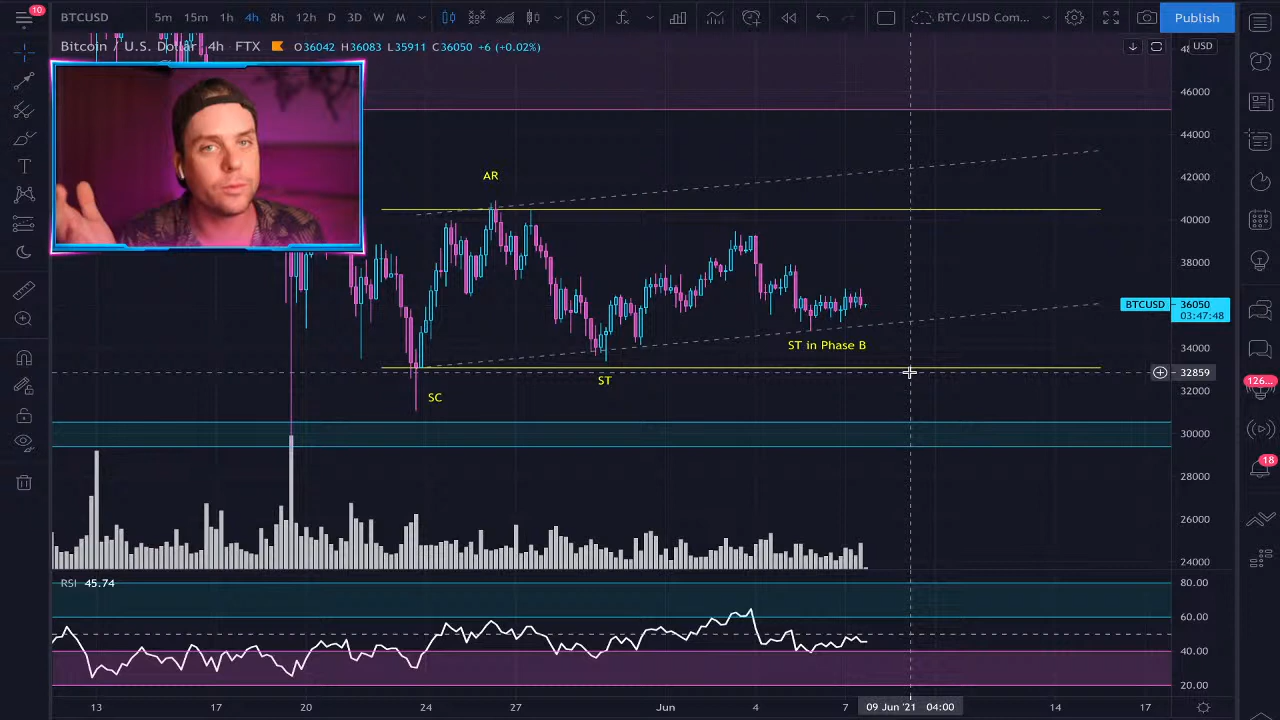 10
BTCUSD 5m 15m 1h 4h 8h 12h D 3D W M BTC/USD Com... Publish
Bitcoin / U.S. Dollar 4h FTX O36042 H36083 L35911 C36050 +6 (+0.02%)
USD
46000
44000
AR
42000
40000
38000
BTCUSD 36050
03:47:48
ST in Phase B
34000
32859
ST
SC
32000
30000
28000
26000
24000
126...
18
RSI 45.74
80.00
60.00
40.00
20.00
13 17 20 24 27 Jun 4 7 09 Jun '21 04:00 14 17